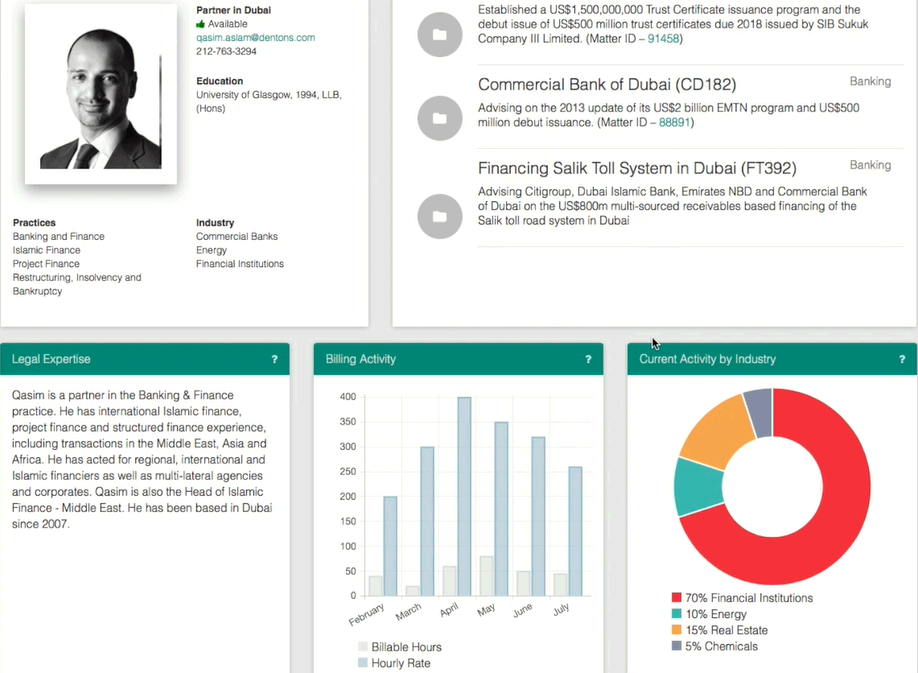 Partner in Dubai
Available
qasim.aslam@dentons.com
212-763-3294
Education
University of Glasgow, 1994, LLB,
(Hons)
Practices
Banking and Finance
Islamic Finance
Project Finance
Restructuring, Insolvency and
Bankruptcy
Industry
Commercial Banks
Energy
Financial Institutions
Established a US$1,500,000,000 Trust Certificate issuance program and the
debut issue of US$500 million trust certificates due 2018 issued by SIB Sukuk
Company III Limited. (Matter ID – 91458)
Commercial Bank of Dubai (CD182)
Banking
Advising on the 2013 update of its US$2 billion EMTN program and US$500
million debut issuance. (Matter ID – 88891)
Financing Salik Toll System in Dubai (FT392)
Banking
Advising Citigroup, Dubai Islamic Bank, Emirates NBD and Commercial Bank
of Dubai on the US$800m multi-sourced receivables based financing of the
Salik toll road system in Dubai
Legal Expertise ?
Qasim is a partner in the Banking & Finance
practice. He has international Islamic finance,
project finance and structured finance experience,
including transactions in the Middle East, Asia and
Africa. He has acted for regional, international and
Islamic financiers as well as multi-lateral agencies
and corporates. Qasim is also the Head of Islamic
Finance - Middle East. He has been based in Dubai
since 2007.
Billing Activity ?
400
350
300
250
200
150
100
50
0
February
March
April
May
June
July
Billable Hours
Hourly Rate
Current Activity by Industry ?
70% Financial Institutions
10% Energy
15% Real Estate
5% Chemicals